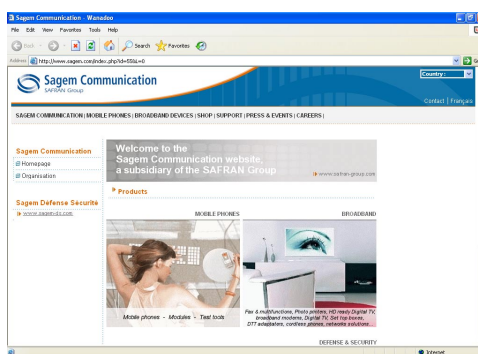 Sagem Communication - Wanadoo
File Edit View Favorites Tools Help
Back Search Favorites
Address http://www.sagem.com/index.php?id=55&L=0
Country:
Sagem Communication
SAFRAN Group
Contact | Français
SAGEM COMMUNICATION | MOBILE PHONES | BROADBAND DEVICES | SHOP | SUPPORT | PRESS & EVENTS | CAREERS |
Sagem Communication
Homepage
Organisation
Sagem Défense Sécurité
www.sagem-ds.com
Welcome to the
Sagem Communication website,
a subsidiary of the SAFRAN Group
www.safran-group.com
Products
MOBILE PHONES
Mobile phones - Modules - Test tools
BROADBAND
Fax & multifunctions, Photo printers, HD ready Digital TV,
broadband modems, Digital TV, Set top boxes,
DTT adaptaters, cordless phones, networks solutions
DEFENSE & SECURITY
Internet